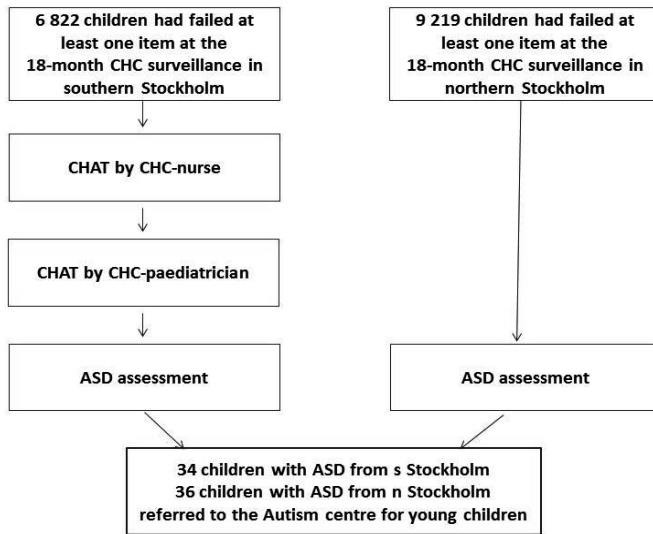 6 822 children had failed at
least one item at the
18-month CHC surveillance in
southern Stockholm
9 219 children had failed at
least one item at the
18-month CHC surveillance in
northern Stockholm
CHAT by CHC-nurse
CHAT by CHC-paediatrician
ASD assessment
ASD assessment
34 children with ASD from s Stockholm
36 children with ASD from n Stockholm
referred to the Autism centre for young children